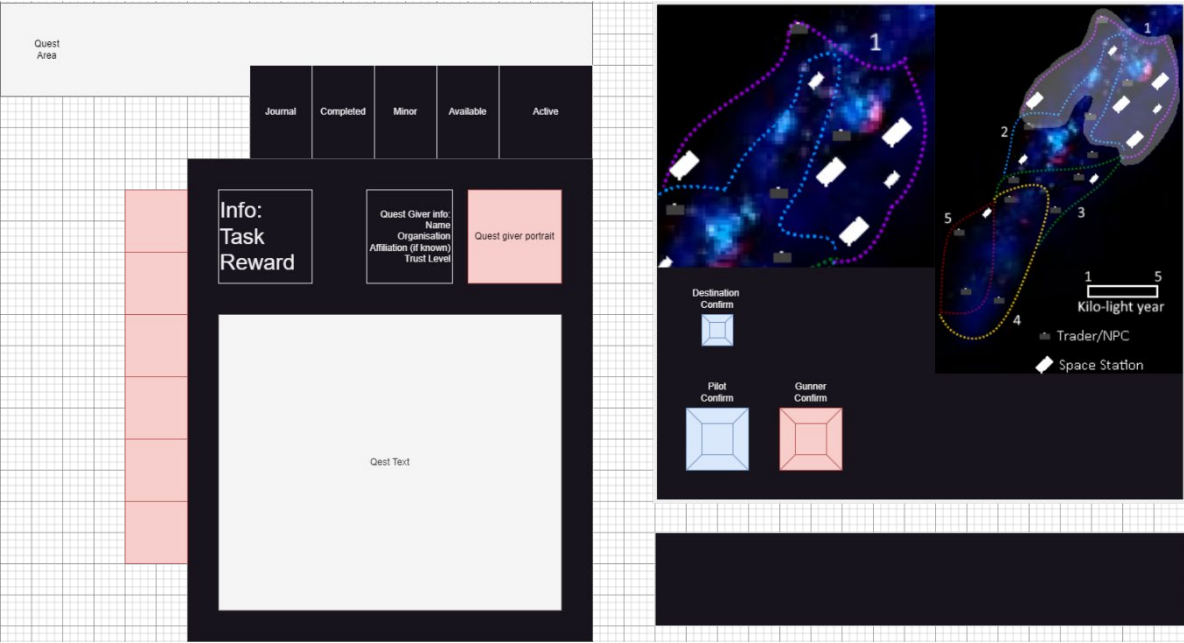 Quest
Area
Journal
Completed
Minor
Available
Active
Info:
Task
Reward
Quest Giver info:
Name
Organisation
Affiliation (if known)
Trust Level
Quest giver portrait
Qest Text
1
1
2
3
5
4
1 5
Kilo-light year
Trader/NPC
Space Station
Destination
Confirm
Pilot
Confirm
Gunner
Confirm